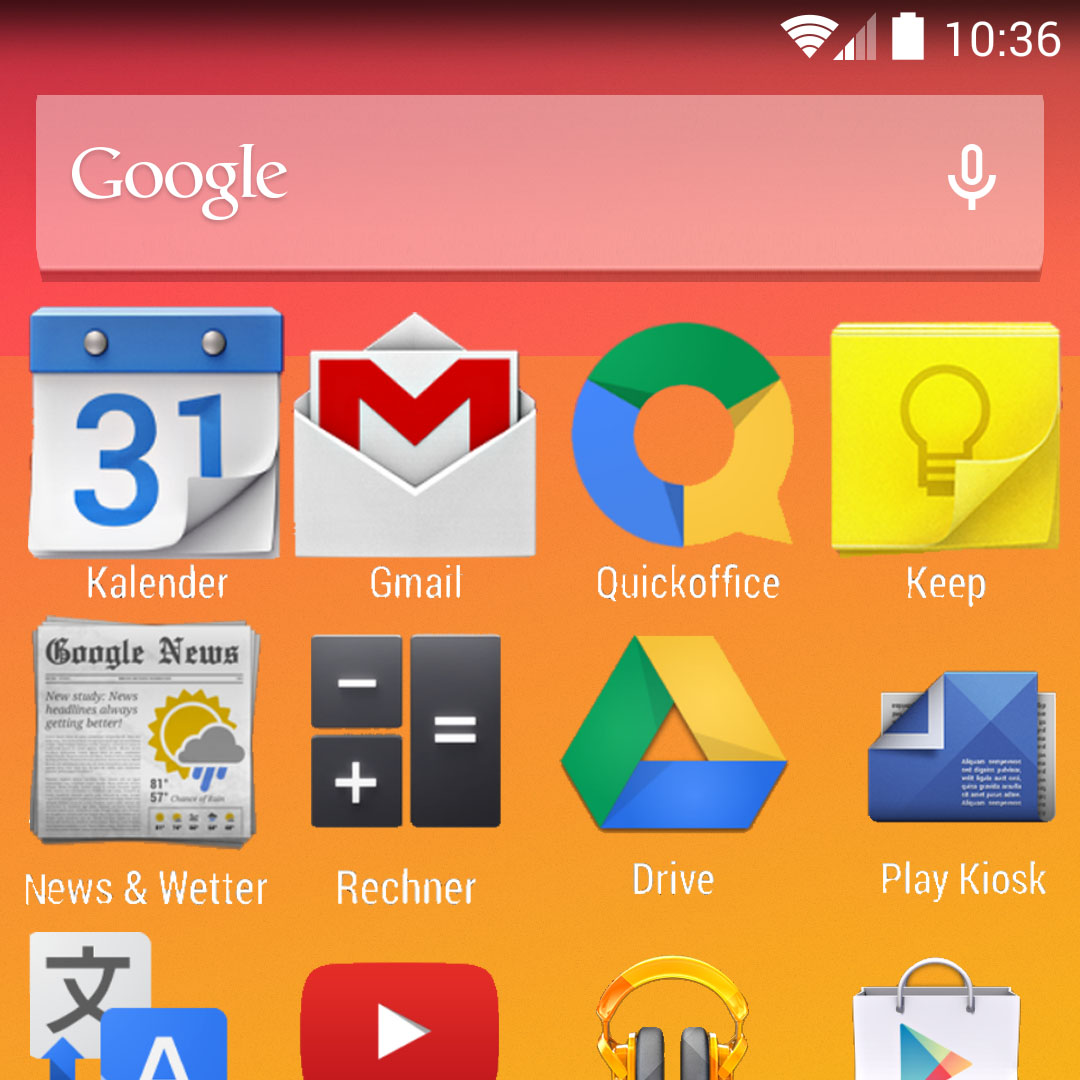 10:36
Google
31
Kalender
Gmail
Quickoffice
Keep
Google News
New study: News
headlines always
getting better!
81°
57° Chance of Rain
− =
+
News & Wetter
Rechner
Drive
Play Kiosk
文
A